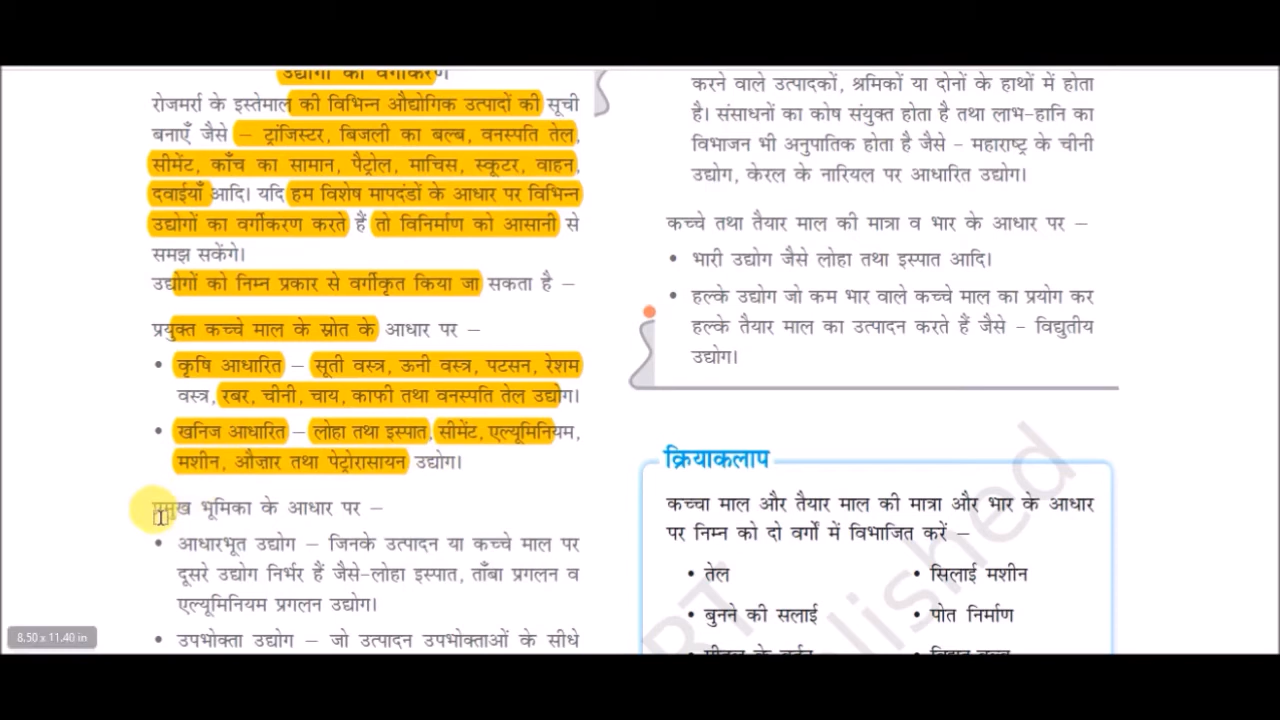 उद्योगों का वर्गीकरण
रोजमर्रा के इस्तेमाल की विभिन्न औद्योगिक उत्पादों की सूची
बनाएँ जैसे – ट्रांजिस्टर, बिजली का बल्ब, वनस्पति तेल,
सीमेंट, काँच का सामान, पैट्रोल, माचिस, स्कूटर, वाहन,
दवाईयाँ आदि। यदि हम विशेष मापदंडों के आधार पर विभिन्न
उद्योगों का वर्गीकरण करते हैं तो विनिर्माण को आसानी से
समझ सकेंगे।
उद्योगों को निम्न प्रकार से वर्गीकृत किया जा सकता है –
प्रयुक्त कच्चे माल के स्रोत के आधार पर –
• कृषि आधारित – सूती वस्त्र, ऊनी वस्त्र, पटसन, रेशम
वस्त्र, रबर, चीनी, चाय, काफी तथा वनस्पति तेल उद्योग।
• खनिज आधारित – लोहा तथा इस्पात, सीमेंट, एल्यूमिनियम,
मशीन, औज़ार तथा पेट्रोरासायन उद्योग।
प्रमुख भूमिका के आधार पर –
• आधारभूत उद्योग – जिनके उत्पादन या कच्चे माल पर
दूसरे उद्योग निर्भर हैं जैसे-लोहा इस्पात, ताँबा प्रगलन व
एल्यूमिनियम प्रगलन उद्योग।
• उपभोक्ता उद्योग – जो उत्पादन उपभोक्ताओं के सीधे
8.50 x 11.40 in
करने वाले उत्पादकों, श्रमिकों या दोनों के हाथों में होता
है। संसाधनों का कोष संयुक्त होता है तथा लाभ-हानि का
विभाजन भी अनुपातिक होता है जैसे – महाराष्ट्र के चीनी
उद्योग, केरल के नारियल पर आधारित उद्योग।
कच्चे तथा तैयार माल की मात्रा व भार के आधार पर –
• भारी उद्योग जैसे लोहा तथा इस्पात आदि।
• हल्के उद्योग जो कम भार वाले कच्चे माल का प्रयोग कर
हल्के तैयार माल का उत्पादन करते हैं जैसे - विद्युतीय
उद्योग।
क्रियाकलाप
कच्चा माल और तैयार माल की मात्रा और भार के आधार
पर निम्न को दो वर्गों में विभाजित करें –
• तेल • सिलाई मशीन
• बुनने की सलाई • पोत निर्माण